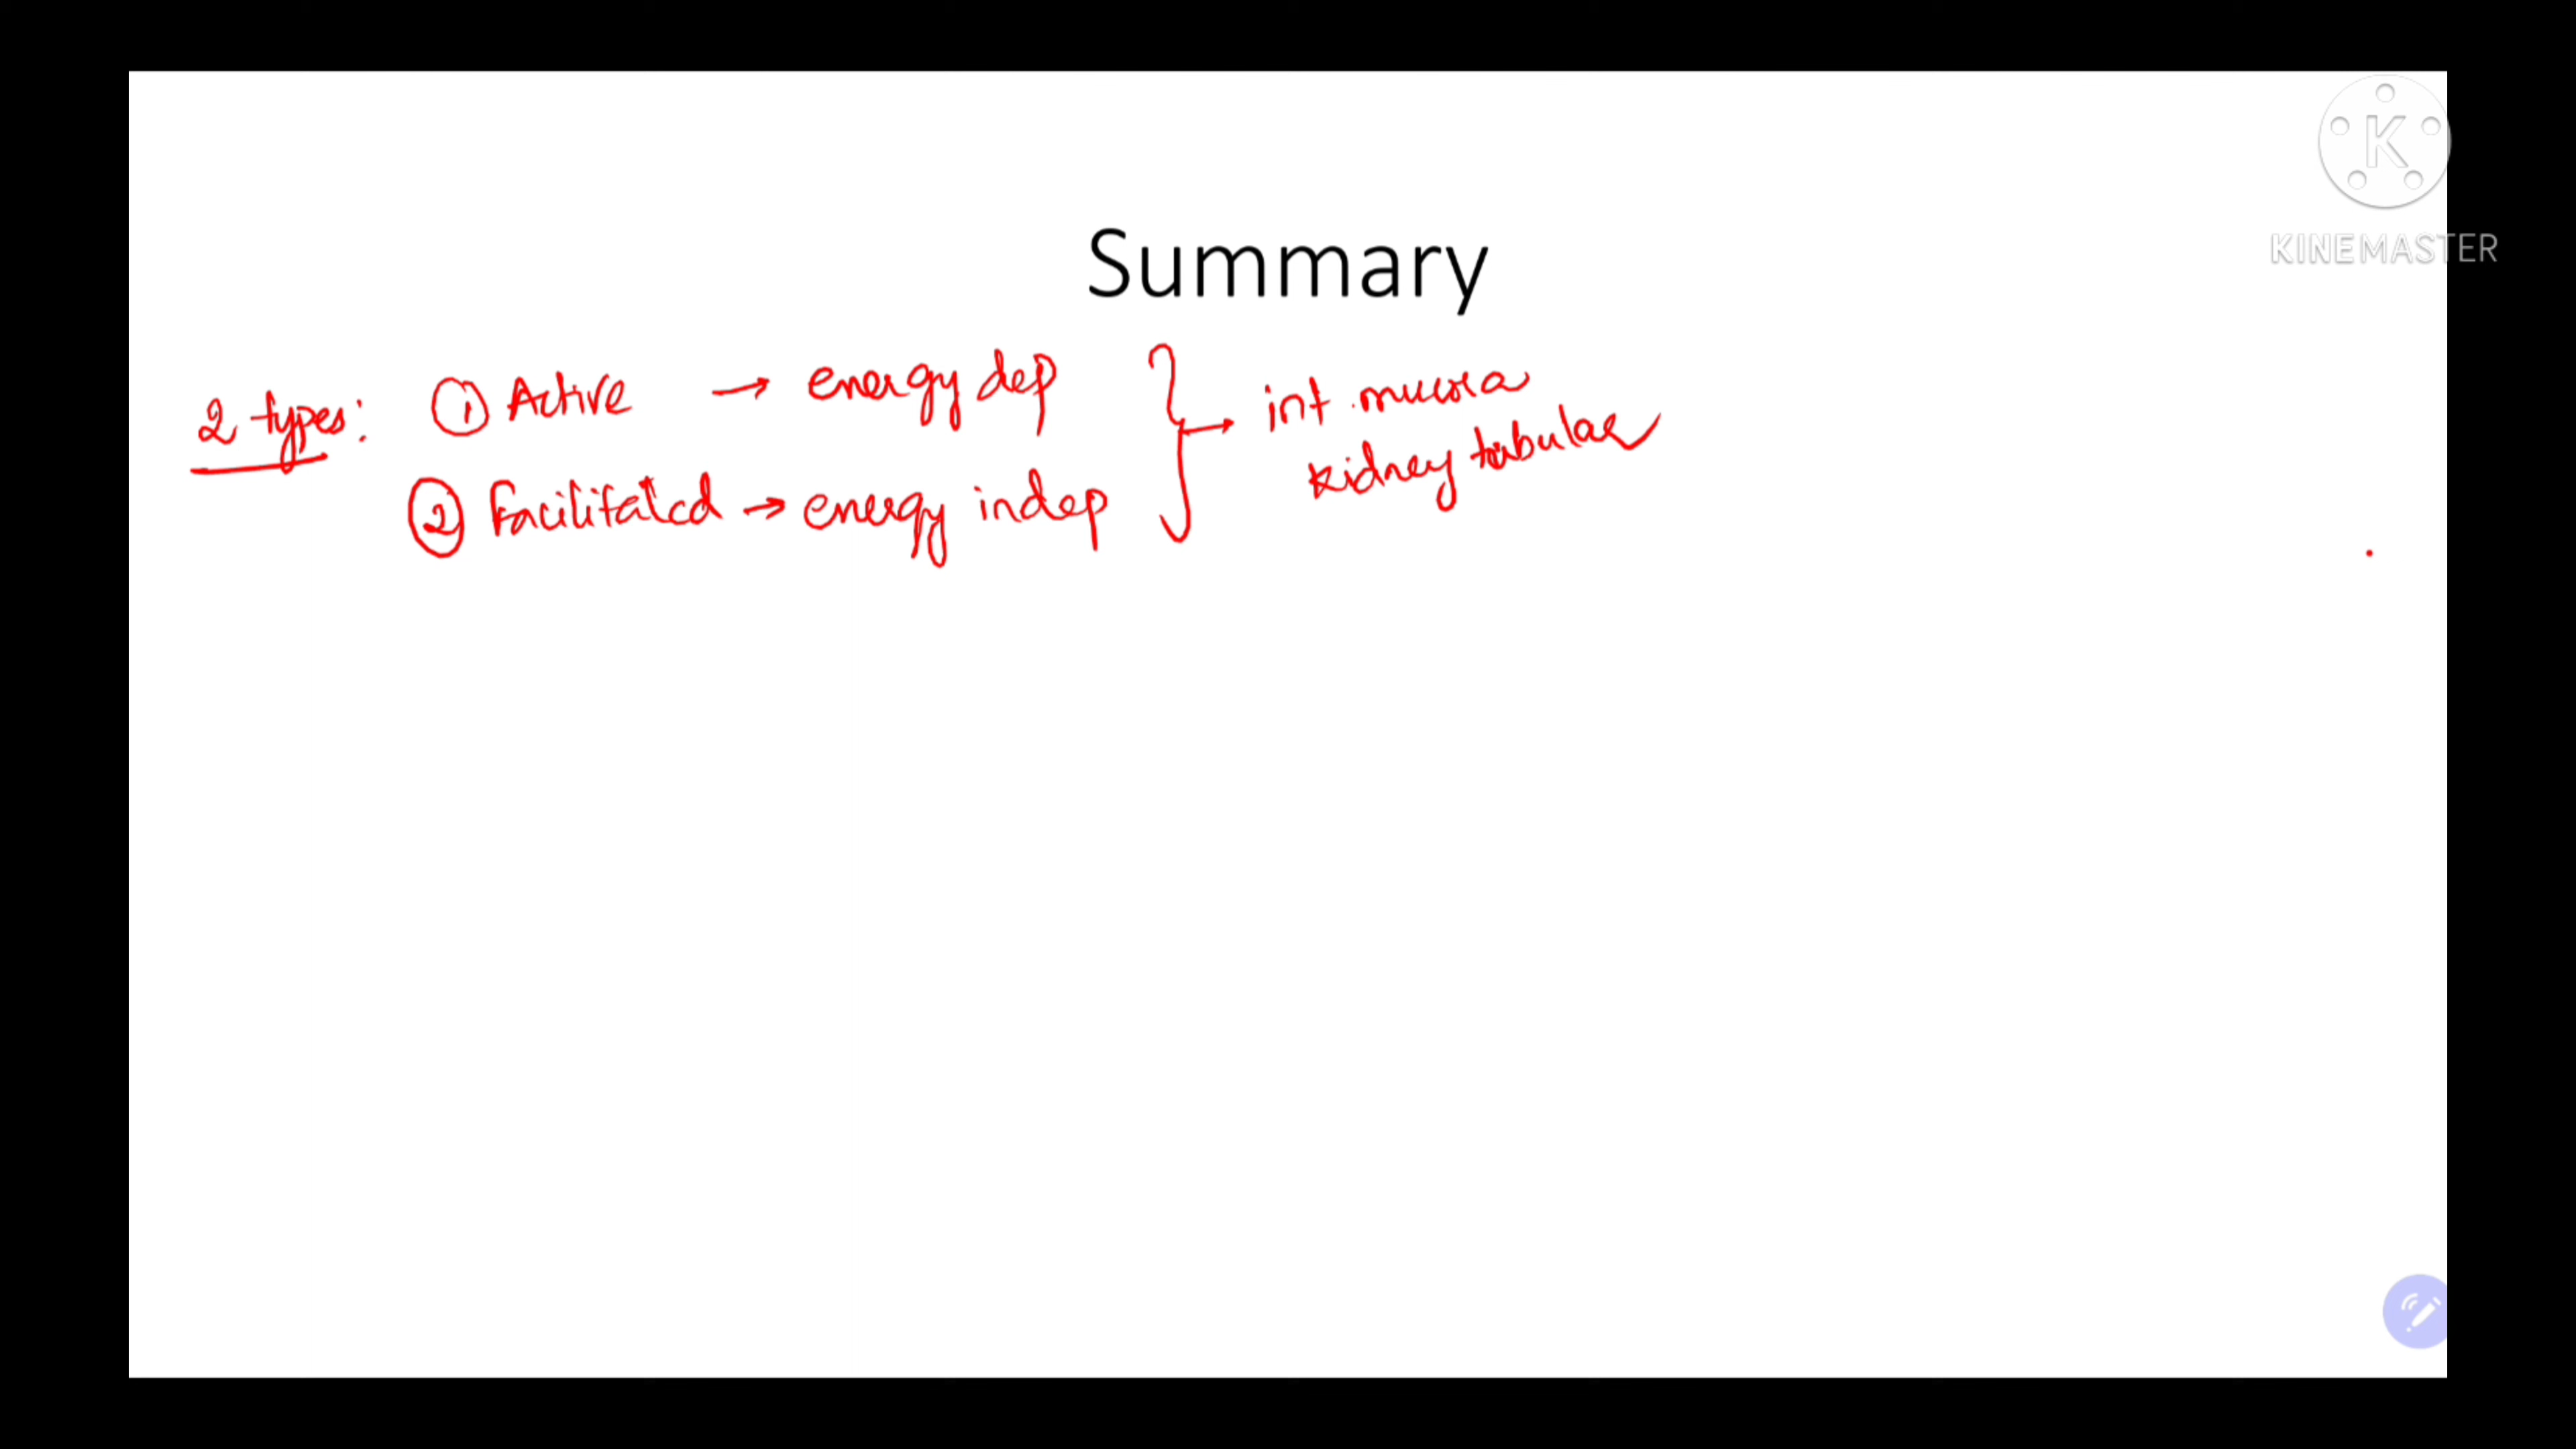 K
KINEMASTER
Summary
2 types: ① Active → energy dep
② Facilitated → energy indep
→ int. mucosa
kidney tubular